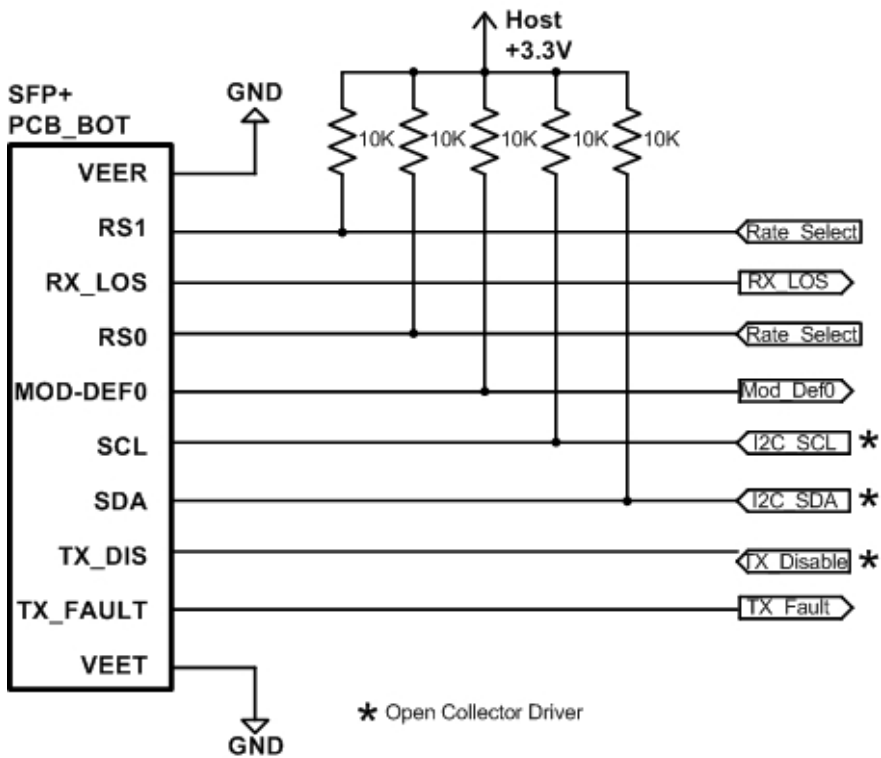 Host
+3.3V
SFP+
PCB_BOT
GND
10K
10K
10K
10K
10K
VEER
RS1
Rate_Select
RX_LOS
RX_LOS
RS0
Rate_Select
MOD-DEF0
Mod_Def0
SCL
I2C_SCL *
SDA
I2C_SDA *
TX_DIS
TX_Disable *
TX_FAULT
TX_Fault
VEET
* Open Collector Driver
GND